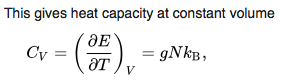 This gives heat capacity at constant volume
C_V = (∂E/∂T)_V = gNk_B,